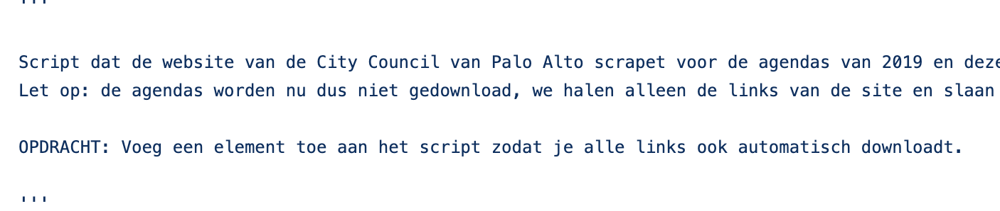 '''
Script dat de website van de City Council van Palo Alto scrapet voor de agendas van 2019 en deze
Let op: de agendas worden nu dus niet gedownload, we halen alleen de links van de site en slaan
OPDRACHT: Voeg een element toe aan het script zodat je alle links ook automatisch downloadt.
'''